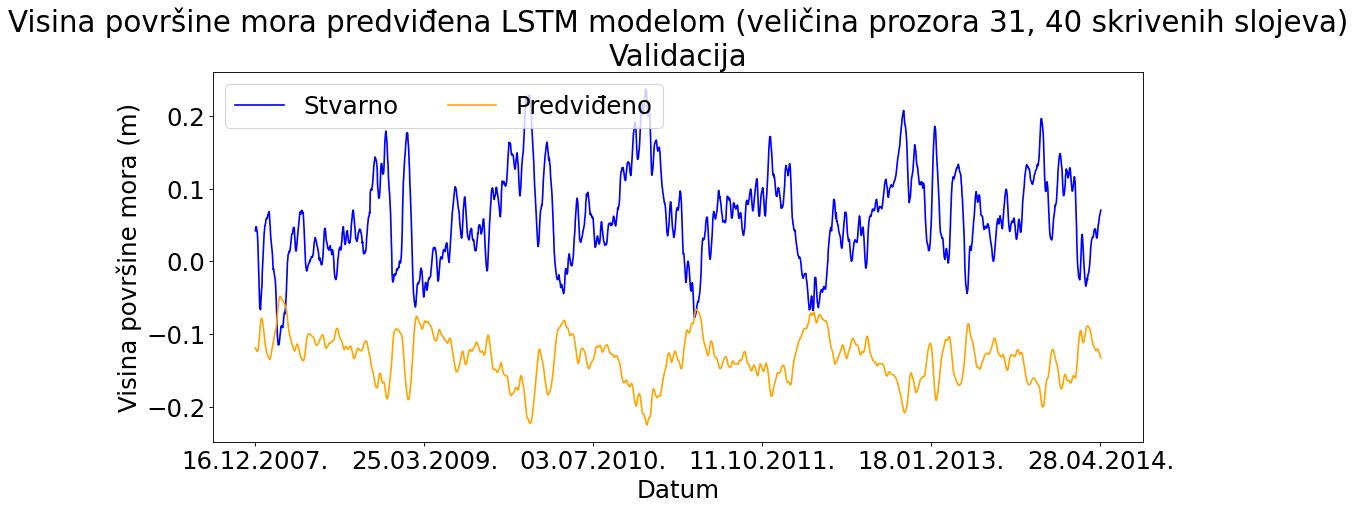 Visina površine mora predviđena LSTM modelom (veličina prozora 31, 40 skrivenih slojeva)
Validacija
Stvarno
Predviđeno
Visina površine mora (m)
0.2
0.1
0.0
−0.1
−0.2
16.12.2007.
25.03.2009.
03.07.2010.
11.10.2011.
18.01.2013.
28.04.2014.
Datum